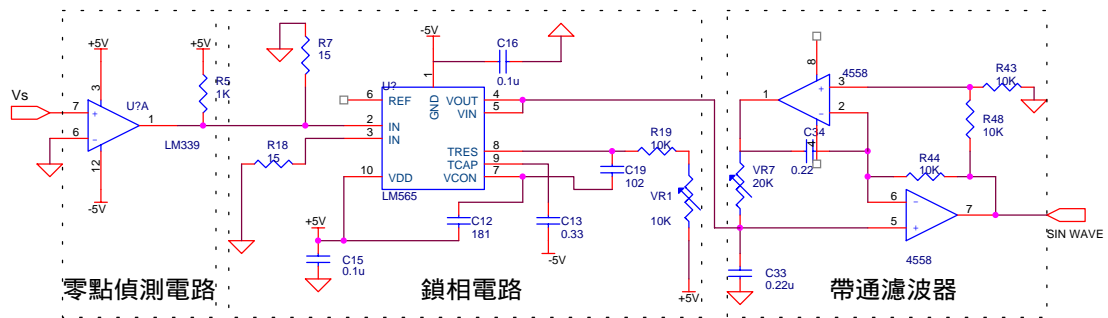 Vs
+5V
3
7
6
U?A
1
12
-5V
LM339
+5V
R5
1K
零點偵測電路
R7
15
R18
15
-5V
1
C16
0.1u
U?
6
REF
GND
VOUT
4
VIN
5
2
IN
3
IN
TRES
8
TCAP
9
10
VDD
VCON
7
LM565
+5V
C15
0.1u
C12
181
C13
0.33
-5V
C19
102
R19
10K
VR1
10K
+5V
鎖相電路
8
4558
1
3
2
4
C34
0.22
VR7
20K
R43
10K
R48
10K
R44
10K
6
5
7
4558
C33
0.22u
SIN WAVE
帶通濾波器